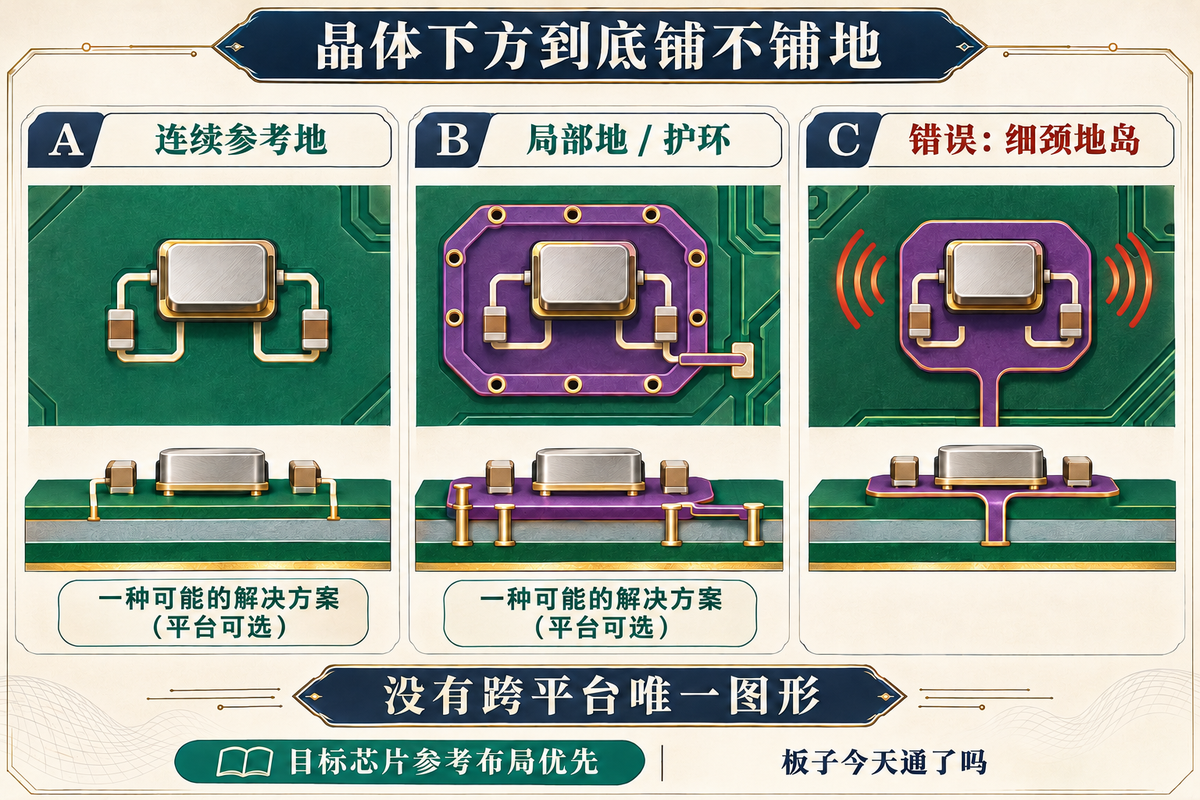 晶体下方到底铺不铺地
A 连续参考地
B 局部地 / 护环
C 错误：细颈地岛
一种可能的解决方案
（平台可选）
一种可能的解决方案
（平台可选）
没有跨平台唯一图形
目标芯片参考布局优先
板子今天通了吗